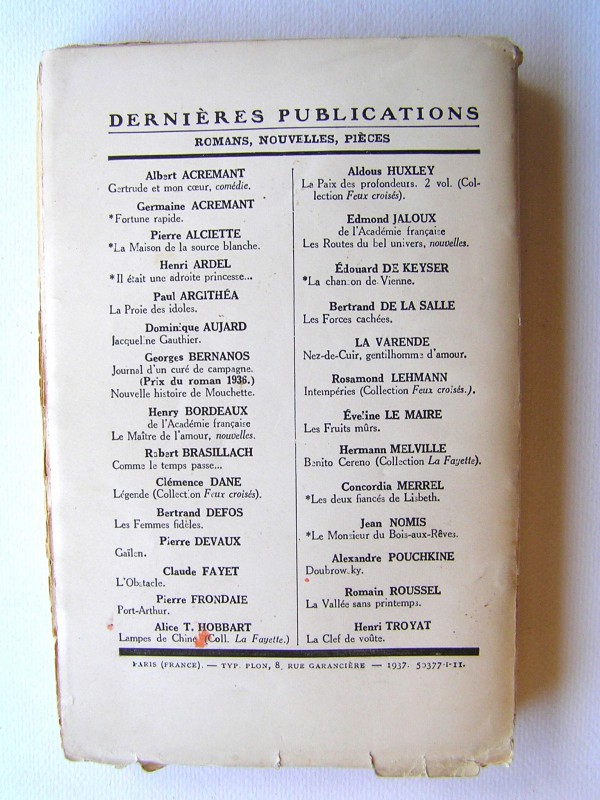 DERNIÈRES PUBLICATIONS
ROMANS, NOUVELLES, PIÈCES
Albert ACREMANT
Gertrude et mon cœur, comédie.
Germaine ACREMANT
*Fortune rapide.
Pierre ALCIETTE
*La Maison de la source blanche.
Henri ARDEL
*Il était une adroite princesse...
Paul ARGITHÉA
La Proie des idoles.
Dominique AUJARD
Jacqueline Gauthier.
Georges BERNANOS
Journal d'un curé de campagne.
(Prix du roman 1936.)
Nouvelle histoire de Mouchette.
Henry BORDEAUX
de l'Académie française
Le Maître de l'amour, nouvelles.
Robert BRASILLACH
Comme le temps passe...
Clémence DANE
Légende (Collection Feux croisés).
Bertrand DEFOS
Les Femmes fidèles.
Pierre DEVAUX
Gailen.
Claude FAYET
L'Obstacle.
Pierre FRONDAIE
Port-Arthur.
Alice T. HOBBART
Lampes de Chine (Coll. La Fayette.)
Aldous HUXLEY
La Paix des profondeurs. 2 vol. (Col-
lection Feux croisés).
Edmond JALOUX
de l'Académie française
Les Routes du bel univers, nouvelles.
Édouard DE KEYSER
*La chanson de Vienne.
Bertrand DE LA SALLE
Les Forces cachées.
LA VARENDE
Nez-de-Cuir, gentilhomme d'amour.
Rosamond LEHMANN
Intempéries (Collection Feux croisés.).
Éveline LE MAIRE
Les Fruits mûrs.
Hermann MELVILLE
Benito Cereno (Collection La Fayette).
Concordia MERREL
*Les deux fiancés de Lisbeth.
Jean NOMIS
*Le Monsieur du Bois-aux-Rêves.
Alexandre POUCHKINE
Doubrowsky.
Romain ROUSSEL
La Vallée sans printemps.
Henri TROYAT
La Clef de voûte.
PARIS (FRANCE). — TYP. PLON, 8, RUE GARANCIÈRE — 1937. 50377-I-11.